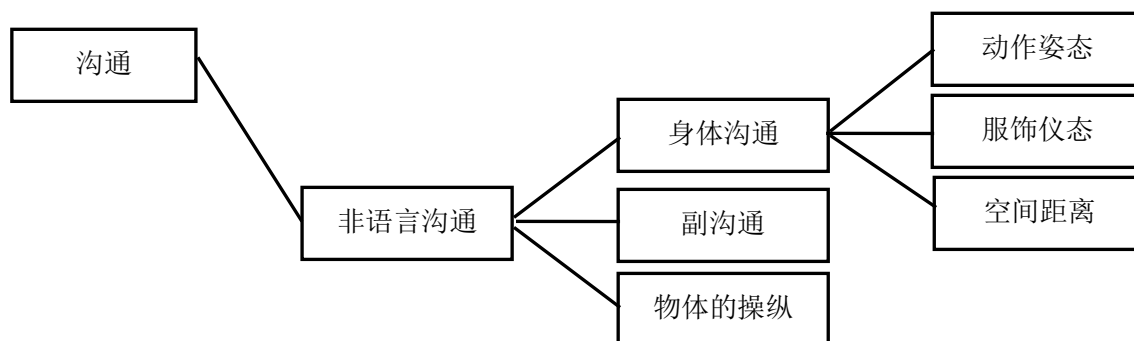 沟通
动作姿态
身体沟通
服饰仪态
非语言沟通
副沟通
空间距离
物体的操纵